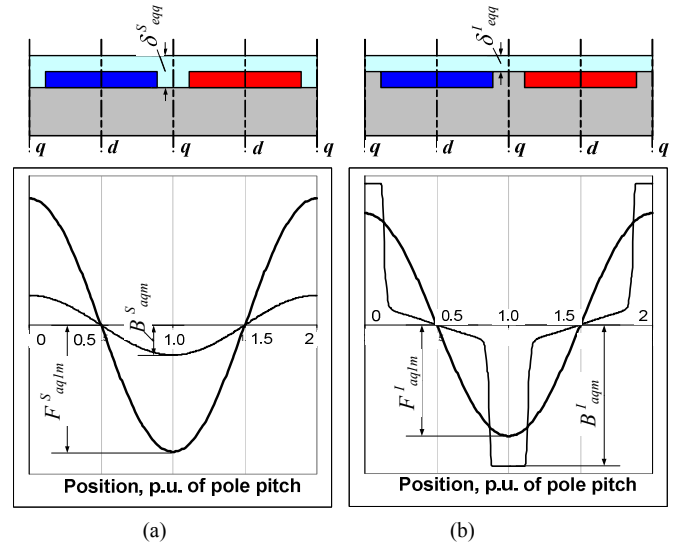 δ^S_eqq
δ^I_eqq
q d q d q
q d q d q
B^S_aqm
F^S_aq1m
0 0.5 1.0 1.5 2
F^I_aq1m
B^I_aqm
0 0.5 1.0 1.5 2
Position, p.u. of pole pitch
Position, p.u. of pole pitch
(a)
(b)